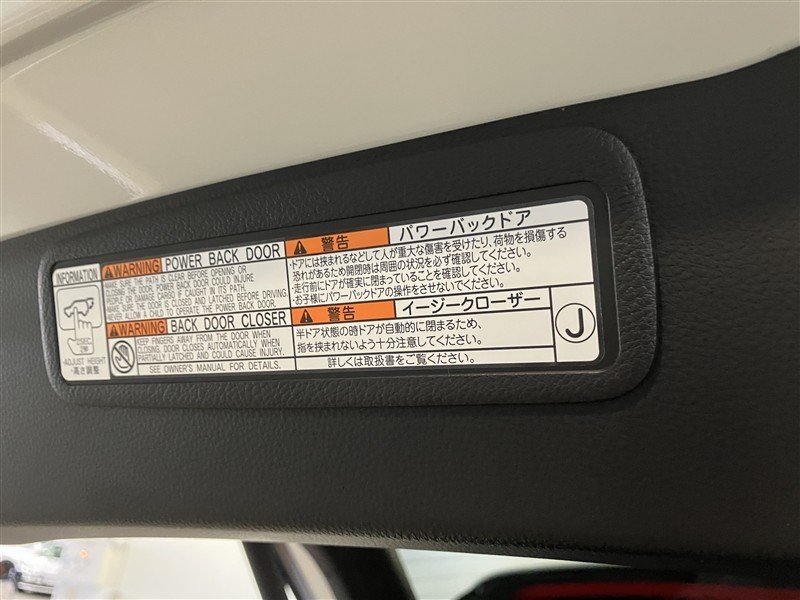 INFORMATION
2SEC.
・ADJUST HEIGHT
・高さ調整
WARNING POWER BACK DOOR
MAKE SURE THE PATH IS CLEAR BEFORE OPENING OR
CLOSING. THE DOOR POWER BACK DOOR COULD INJURE
PEOPLE OR DAMAGE CARGO IF CAUGHT IN ITS PATH.
ENSURE THE DOOR IS CLOSED AND LATCHED BEFORE DRIVING.
NEVER ALLOW A CHILD TO OPERATE THE POWER BACK DOOR.
WARNING BACK DOOR CLOSER
KEEP FINGERS AWAY FROM THE DOOR WHEN
CLOSING. DOOR CLOSES AUTOMATICALLY WHEN
PARTIALLY LATCHED AND COULD CAUSE INJURY.
SEE OWNER'S MANUAL FOR DETAILS.
警告 パワーバックドア
・ドアには挟まれるなどして人が重大な傷害を受けたり、荷物を損傷する
恐れがあるため開閉時は周囲の状況を必ず確認してください。
・走行前にドアが確実に閉まっていることを確認してください。
・お子様にパワーバックドアの操作をさせないでください。
警告 イージークローザー
半ドア状態の時ドアが自動的に閉まるため、
指を挟まれないよう十分注意してください。
詳しくは取扱書をご覧ください。
J